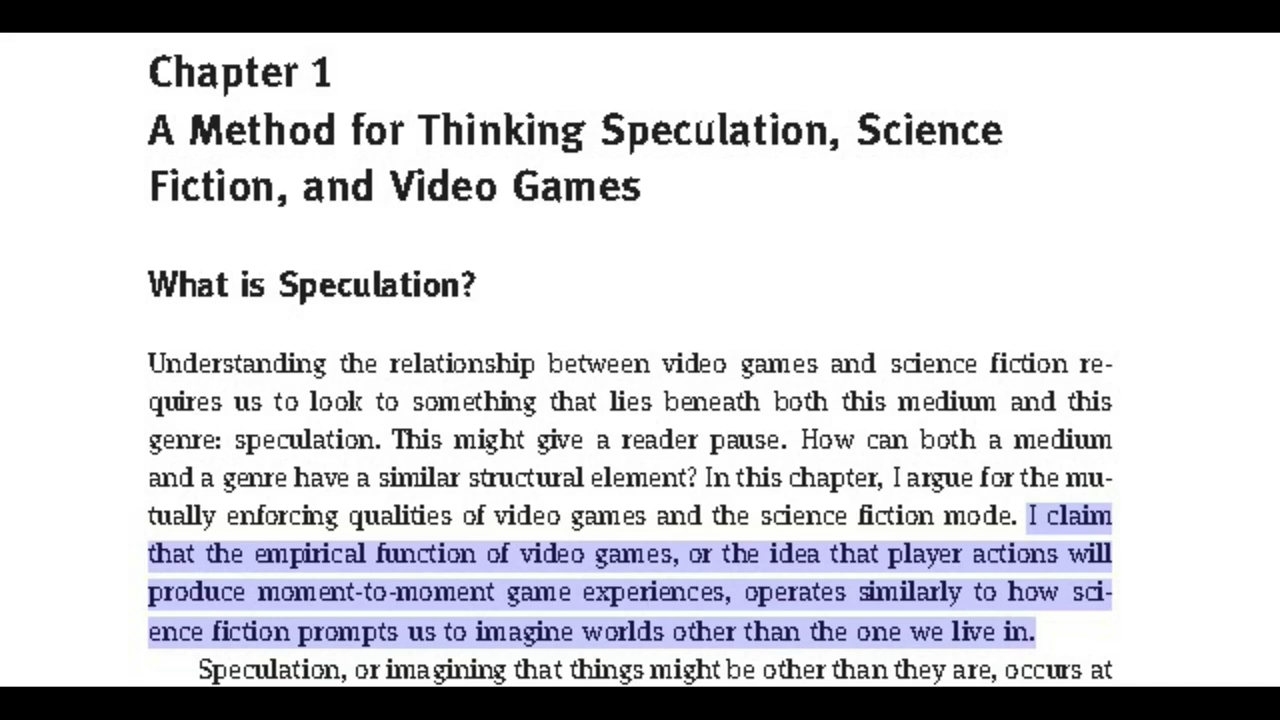 Chapter 1
A Method for Thinking Speculation, Science
Fiction, and Video Games
What is Speculation?
Understanding the relationship between video games and science fiction re-
quires us to look to something that lies beneath both this medium and this
genre: speculation. This might give a reader pause. How can both a medium
and a genre have a similar structural element? In this chapter, I argue for the mu-
tually enforcing qualities of video games and the science fiction mode. I claim
that the empirical function of video games, or the idea that player actions will
produce moment-to-moment game experiences, operates similarly to how sci-
ence fiction prompts us to imagine worlds other than the one we live in.
Speculation, or imagining that things might be other than they are, occurs at